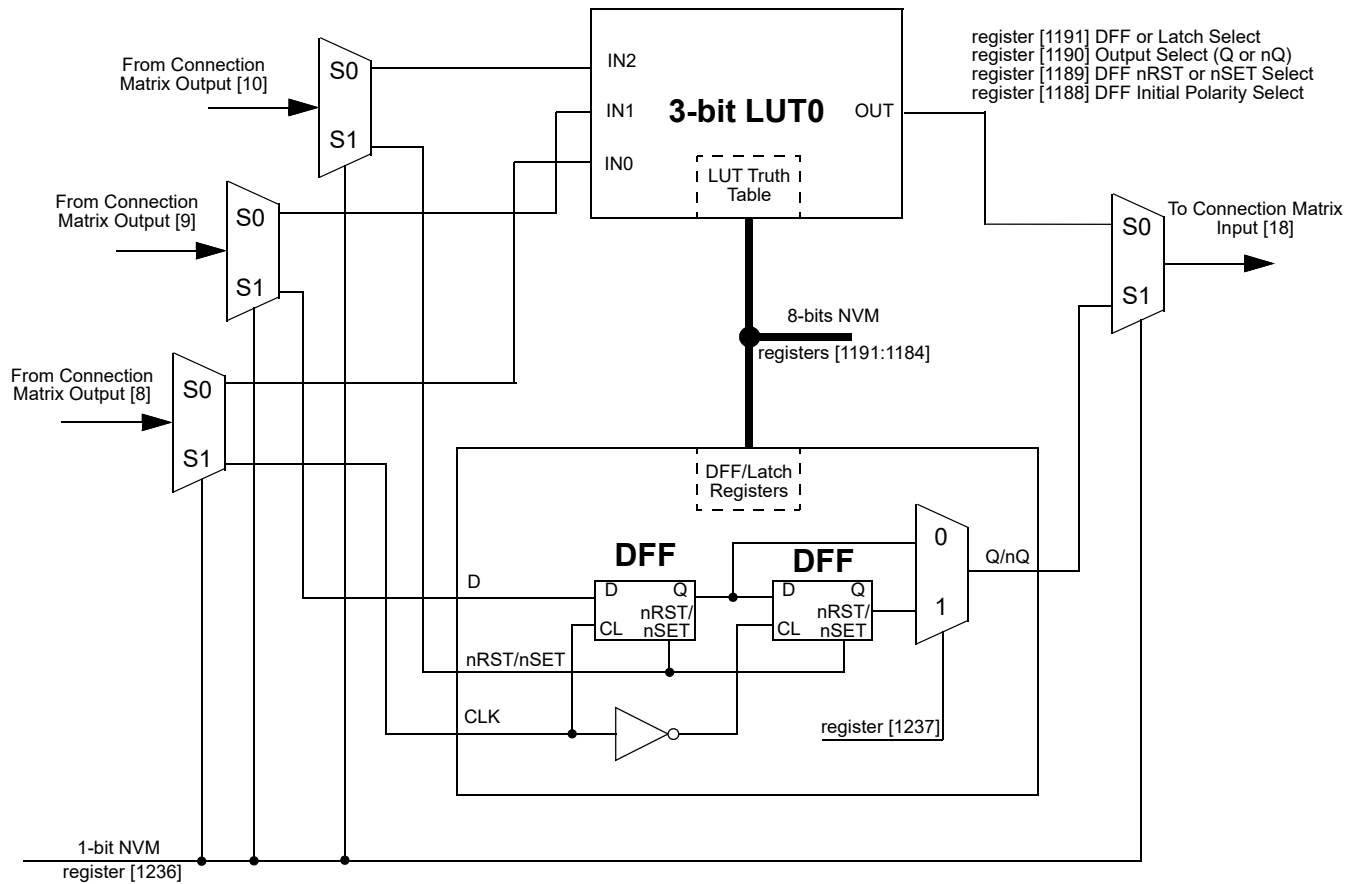 From Connection
Matrix Output [10]
S0
S1
IN2
IN1
IN0
3-bit LUT0
OUT
LUT Truth
Table
register [1191] DFF or Latch Select
register [1190] Output Select (Q or nQ)
register [1189] DFF nRST or nSET Select
register [1188] DFF Initial Polarity Select
From Connection
Matrix Output [9]
S0
S1
To Connection Matrix
Input [18]
S0
S1
8-bits NVM
registers [1191:1184]
From Connection
Matrix Output [8]
S0
S1
DFF/Latch
Registers
DFF
DFF
D
D
Q
nRST/
nSET
CL
D
Q
nRST/
nSET
CL
0
1
Q/nQ
nRST/nSET
CLK
register [1237]
1-bit NVM
register [1236]